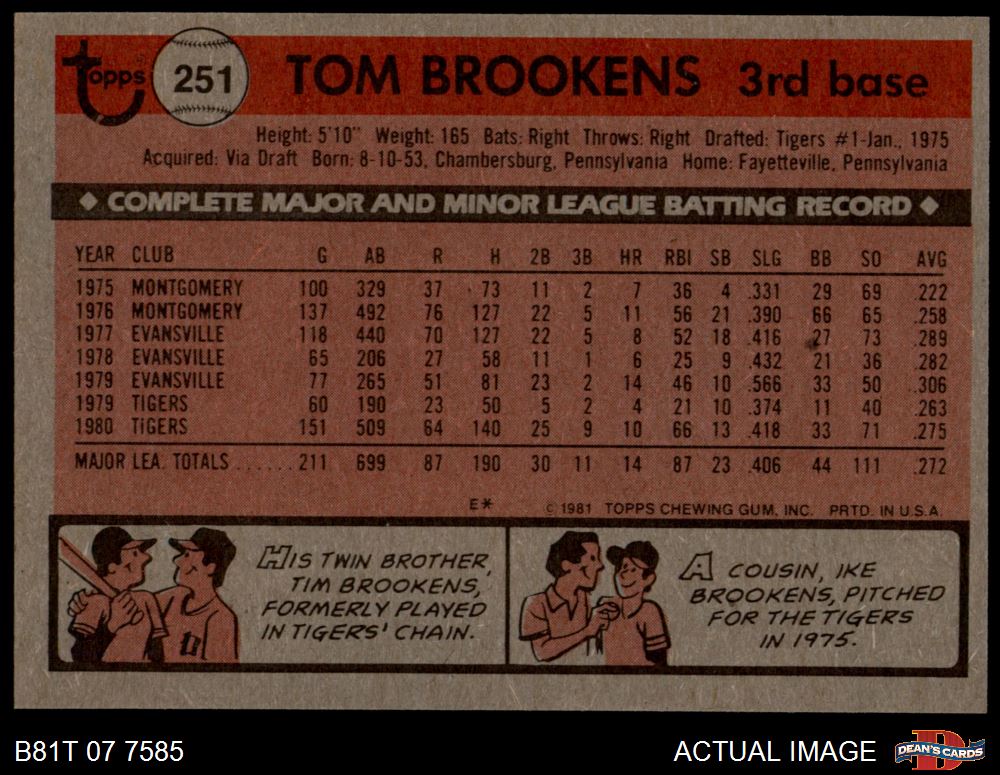 Topps 251 TOM BROOKENS 3rd base
Height: 5'10" Weight: 165 Bats: Right Throws: Right Drafted: Tigers #1-Jan., 1975
Acquired: Via Draft Born: 8-10-53, Chambersburg, Pennsylvania Home: Fayetteville, Pennsylvania
◆ COMPLETE MAJOR AND MINOR LEAGUE BATTING RECORD ◆
YEAR CLUB G AB R H 2B 3B HR RBI SB SLG BB SO AVG
1975 MONTGOMERY 100 329 37 73 11 2 7 36 4 .331 29 69 .222
1976 MONTGOMERY 137 492 76 127 22 5 11 56 21 .390 66 65 .258
1977 EVANSVILLE 118 440 70 127 22 5 8 52 18 .416 27 73 .289
1978 EVANSVILLE 65 206 27 58 11 1 6 25 9 .432 21 36 .282
1979 EVANSVILLE 77 265 51 81 23 2 14 46 10 .566 33 50 .306
1979 TIGERS 60 190 23 50 5 2 4 21 10 .374 11 40 .263
1980 TIGERS 151 509 64 140 25 9 10 66 13 .418 33 71 .275
MAJOR LEA. TOTALS ...... 211 699 87 190 30 11 14 87 23 .406 44 111 .272
E* © 1981 TOPPS CHEWING GUM, INC. PRTD. IN U.S.A.
HIS TWIN BROTHER,
TIM BROOKENS,
FORMERLY PLAYED
IN TIGERS' CHAIN.
A COUSIN, IKE
BROOKENS, PITCHED
FOR THE TIGERS
IN 1975.
B81T 07 7585 ACTUAL IMAGE DEAN'S CARDS